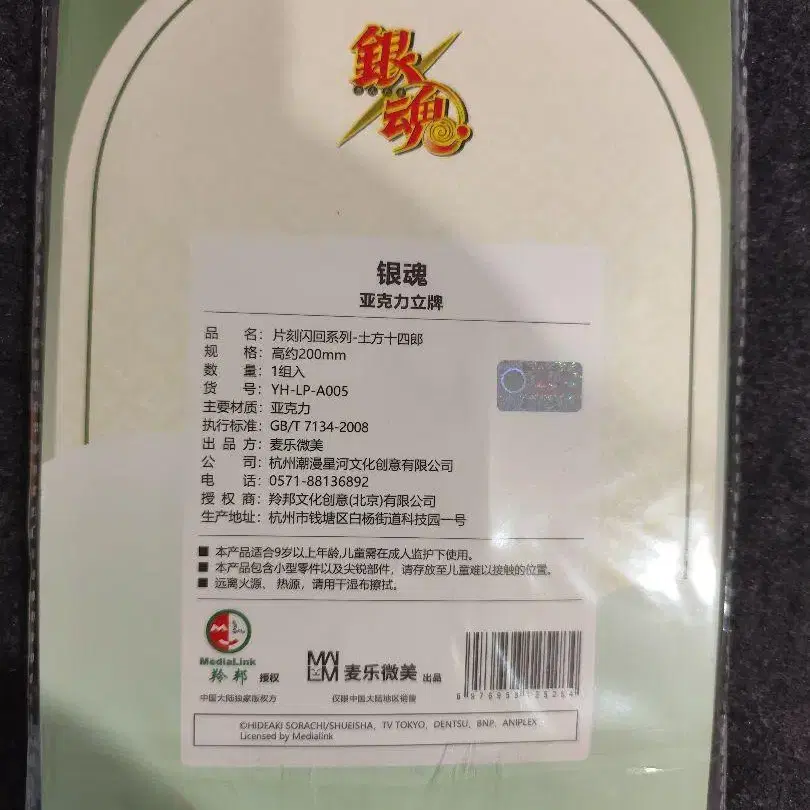 銀魂
银魂
亚克力立牌
品 名：片刻闪回系列-土方十四郎
规 格：高约200mm
数 量：1组入
货 号：YH-LP-A005
主要材质：亚克力
执行标准：GB/T 7134-2008
出 品 方：麦乐微美
公 司：杭州潮漫星河文化创意有限公司
电 话：0571-88136892
授 权 商：羚邦文化创意(北京)有限公司
生产地址：杭州市钱塘区白杨街道科技园一号
■ 本产品适合9岁以上年龄,儿童需在成人监护下使用。
■ 本产品包含小型零件以及尖锐部件，请存放至儿童难以接触的位置。
■ 远离火源、热源，请用干湿布擦拭。
MediaLink
羚邦 授权
中国大陆独家版权方
麦乐微美 出品
仅限中国大陆地区销售
©HIDEAKI SORACHI/SHUEISHA，TV TOKYO，DENTSU，BNP，ANIPLEX
Licensed by Medialink